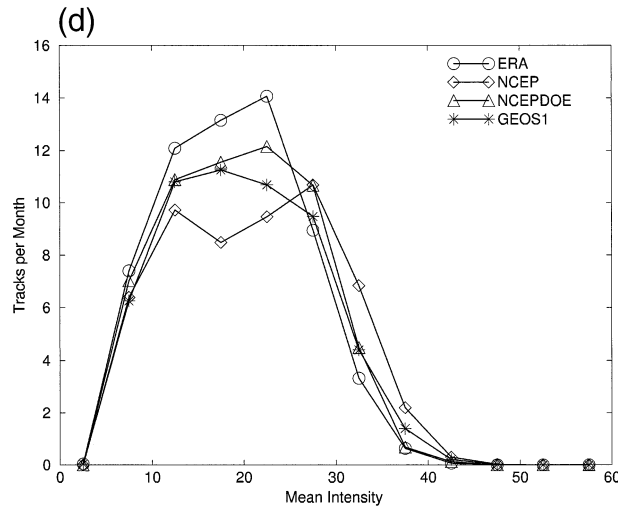 (d)
16
14
12
10
8
6
4
2
0
Tracks per Month
ERA
NCEP
NCEPDOE
GEOS1
0 10 20 30 40 50 60
Mean Intensity